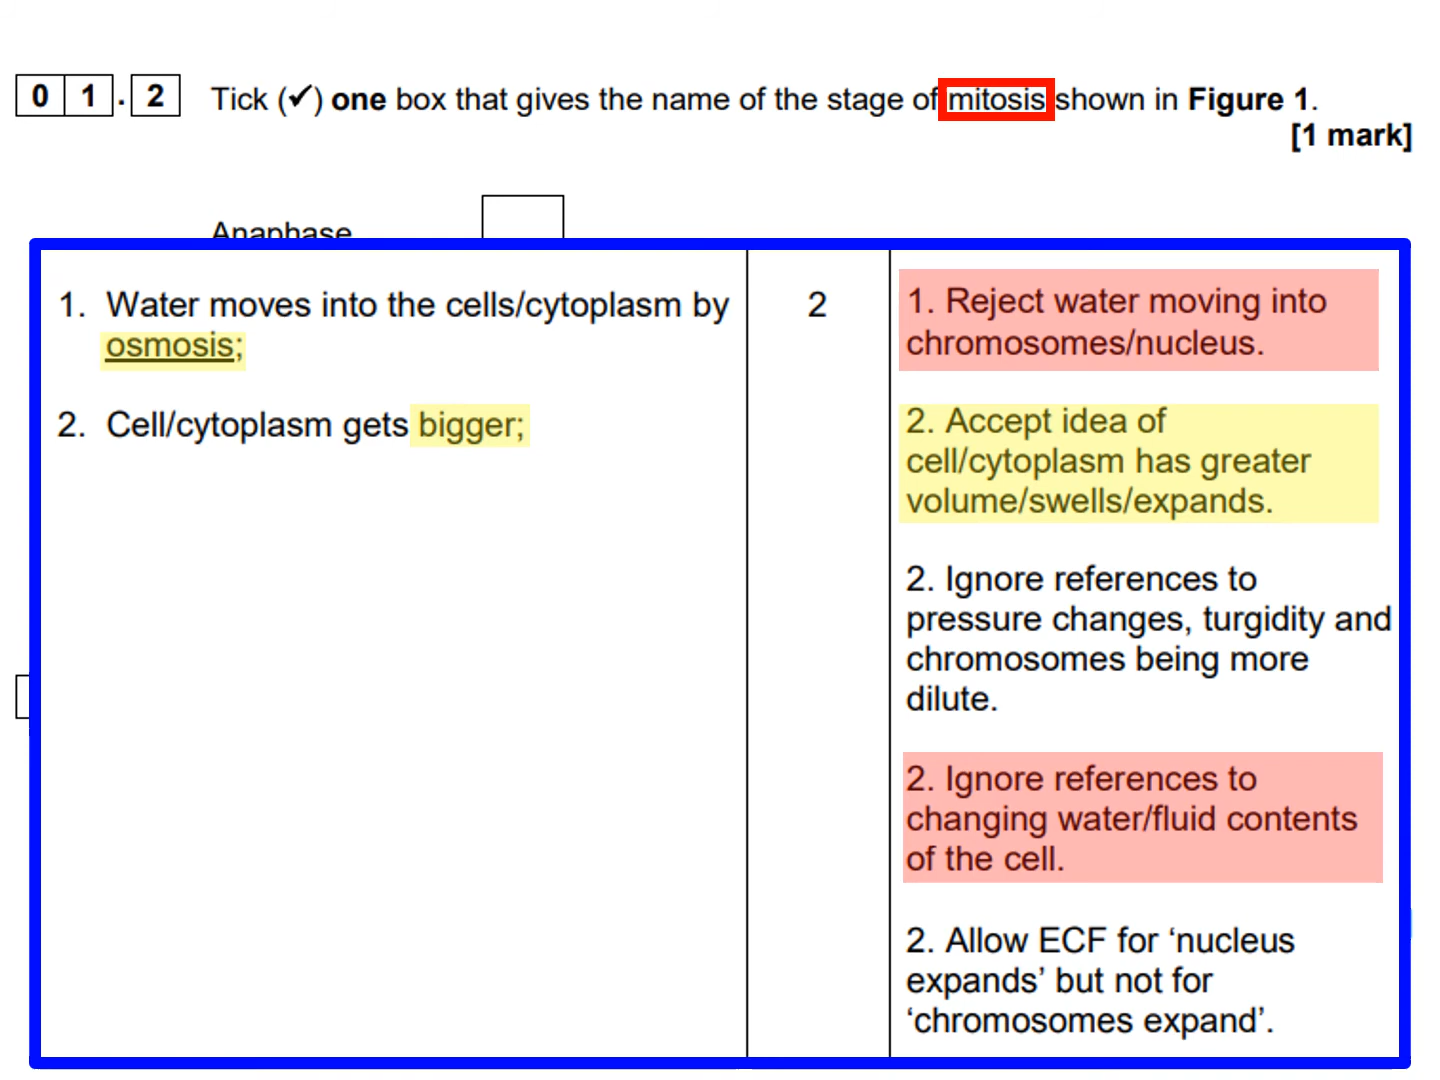 0 1 . 2 Tick (✓) one box that gives the name of the stage of mitosis shown in Figure 1.
[1 mark]
Anaphase
1. Water moves into the cells/cytoplasm by
osmosis;
2. Cell/cytoplasm gets bigger;
2
1. Reject water moving into
chromosomes/nucleus.
2. Accept idea of
cell/cytoplasm has greater
volume/swells/expands.
2. Ignore references to
pressure changes, turgidity and
chromosomes being more
dilute.
2. Ignore references to
changing water/fluid contents
of the cell.
2. Allow ECF for ‘nucleus
expands’ but not for
‘chromosomes expand’.